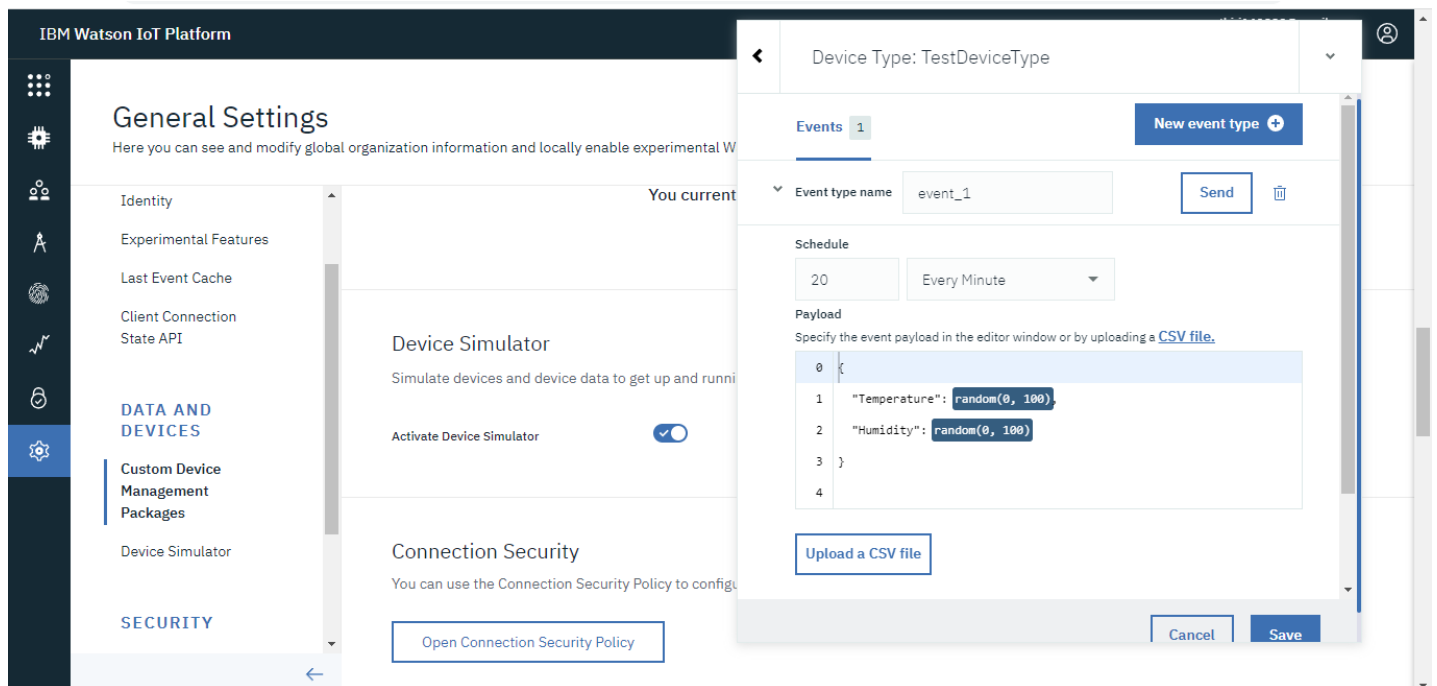 IBM Watson IoT Platform
General Settings
Here you can see and modify global organization information and locally enable experimental W
Identity
Experimental Features
Last Event Cache
Client Connection
State API
DATA AND
DEVICES
Custom Device
Management
Packages
Device Simulator
SECURITY
You current
Device Simulator
Simulate devices and device data to get up and runni
Activate Device Simulator
Connection Security
You can use the Connection Security Policy to configu
Open Connection Security Policy
Device Type: TestDeviceType
Events 1
New event type
Event type name event_1 Send
Schedule
20 Every Minute
Payload
Specify the event payload in the editor window or by uploading a CSV file.
0 {
1 "Temperature": random(0, 100),
2 "Humidity": random(0, 100)
3 }
4
Upload a CSV file
Cancel Save